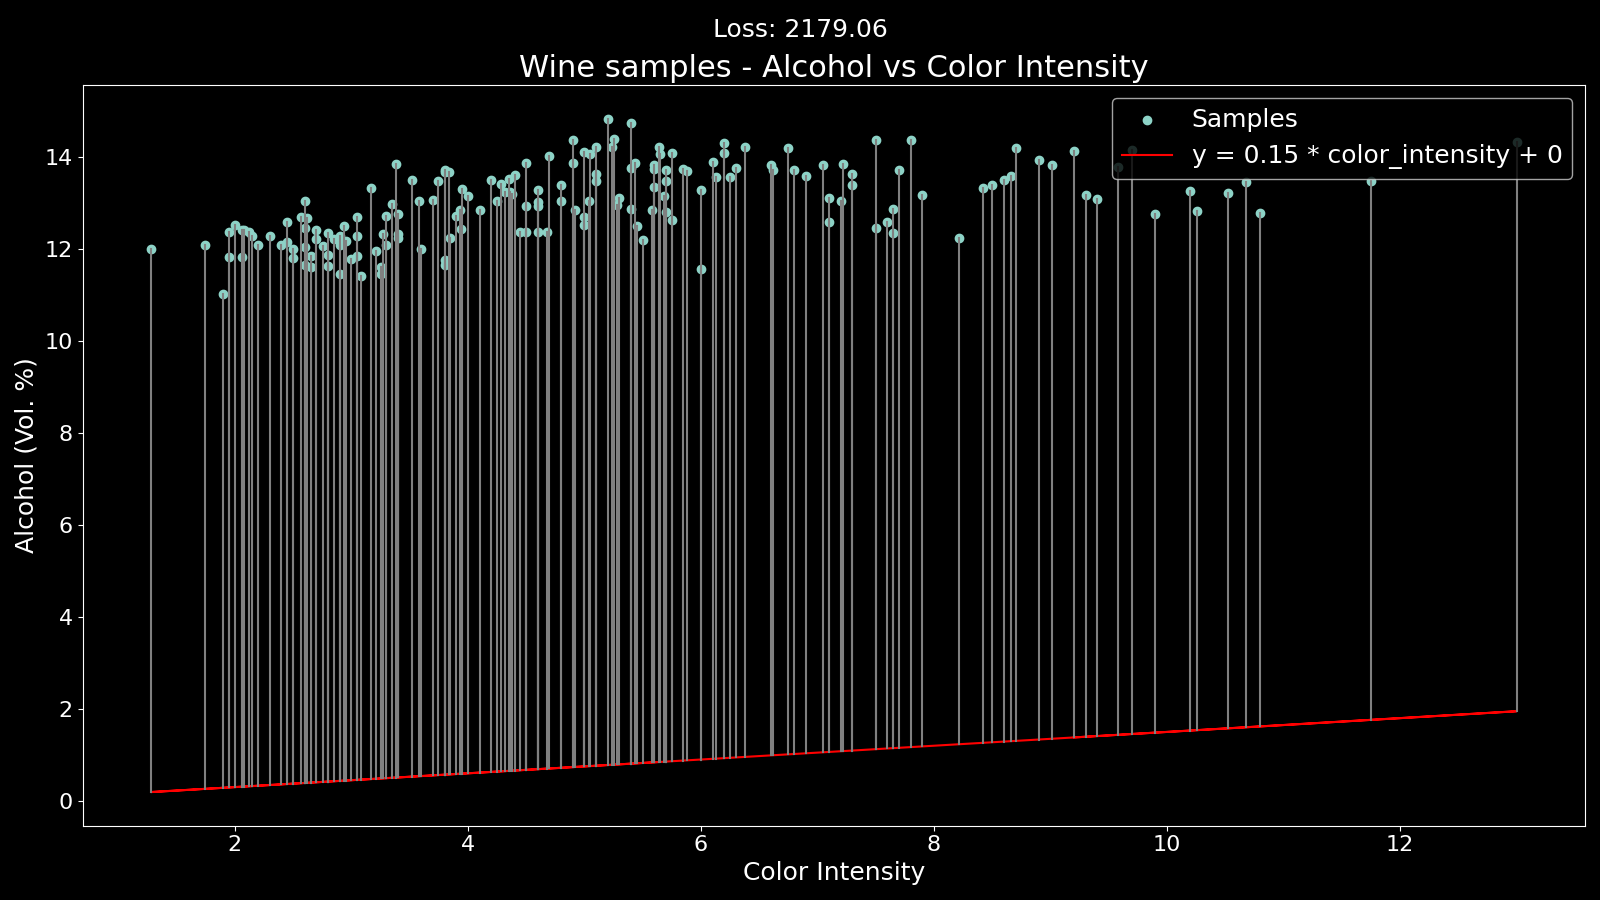 Loss: 2179.06
Wine samples - Alcohol vs Color Intensity
Samples
y = 0.15 * color_intensity + 0
14
12
10
8
6
4
2
0
Alcohol (Vol. %)
2 4 6 8 10 12
Color Intensity